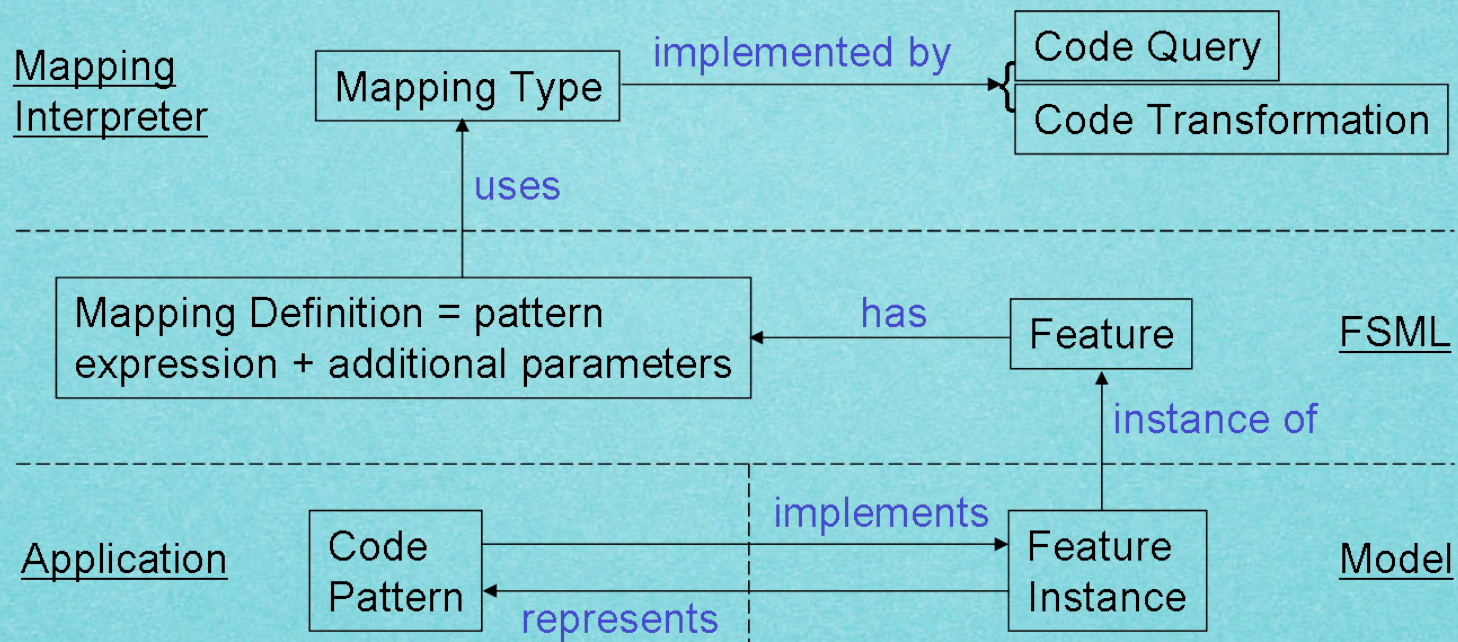 Mapping
Interpreter
Mapping Type
implemented by
Code Query
Code Transformation
uses
Mapping Definition = pattern
expression + additional parameters
has
Feature
FSML
instance of
Application
Code
Pattern
implements
represents
Feature
Instance
Model